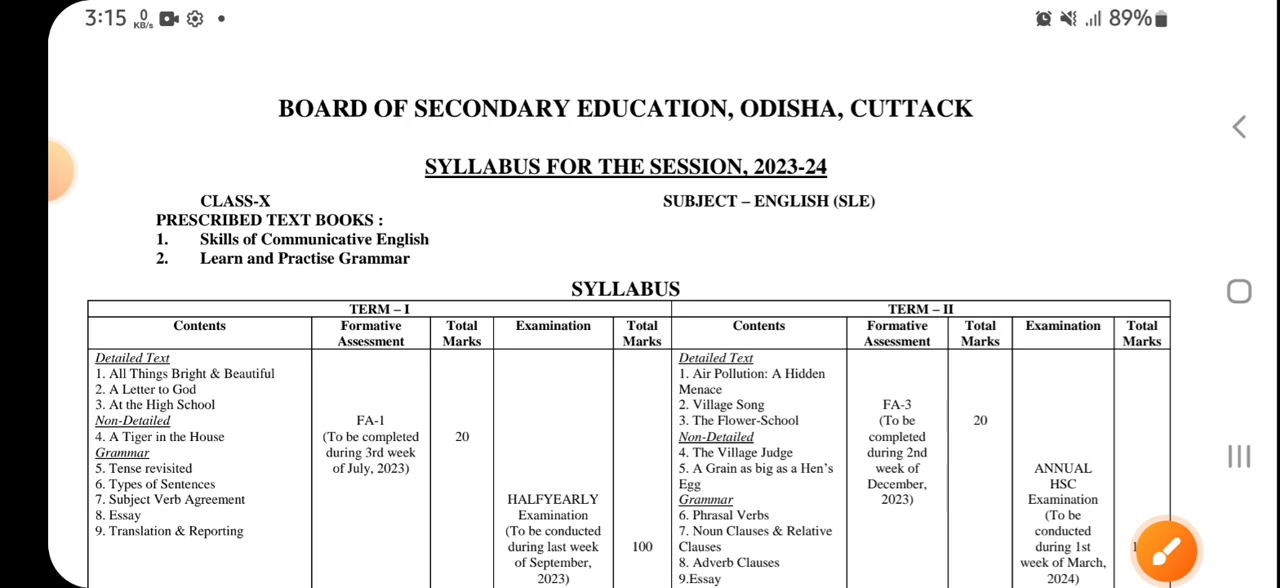 3:15 0 KB/s 89%
BOARD OF SECONDARY EDUCATION, ODISHA, CUTTACK
SYLLABUS FOR THE SESSION, 2023-24
CLASS-X SUBJECT – ENGLISH (SLE)
PRESCRIBED TEXT BOOKS :
1. Skills of Communicative English
2. Learn and Practise Grammar
SYLLABUS
TERM – I
Contents
Formative
Assessment
Total
Marks
Examination
Total
Marks
Detailed Text
1. All Things Bright & Beautiful
2. A Letter to God
3. At the High School
Non-Detailed
4. A Tiger in the House
Grammar
5. Tense revisited
6. Types of Sentences
7. Subject Verb Agreement
8. Essay
9. Translation & Reporting
FA-1
(To be completed
during 3rd week
of July, 2023)
20
HALFYEARLY
Examination
(To be conducted
during last week
of September,
2023)
100
TERM – II
Contents
Formative
Assessment
Total
Marks
Examination
Total
Marks
Detailed Text
1. Air Pollution: A Hidden
Menace
2. Village Song
3. The Flower-School
Non-Detailed
4. The Village Judge
5. A Grain as big as a Hen's
Egg
Grammar
6. Phrasal Verbs
7. Noun Clauses & Relative
Clauses
8. Adverb Clauses
9.Essay
FA-3
(To be
completed
during 2nd
week of
December,
2023)
20
ANNUAL
HSC
Examination
(To be
conducted
during 1st
week of March,
2024)